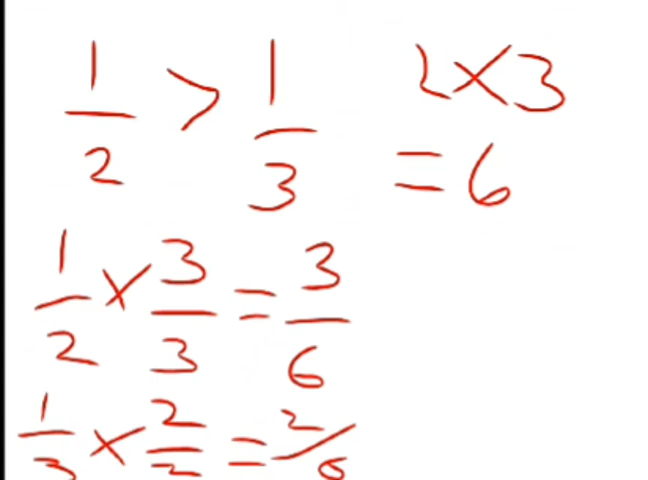 1/2 > 1/3 2×3
= 6
1/2 × 3/3 = 3/6
1/3 × 2/2 = 2/6